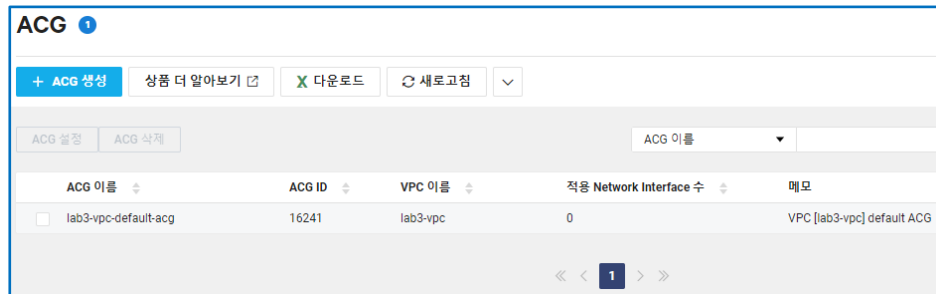 ACG 1
+ ACG 생성 상품 더 알아보기 다운로드 새로고침
ACG 설정 ACG 삭제 ACG 이름
ACG 이름 ACG ID VPC 이름 적용 Network Interface 수 메모
lab3-vpc-default-acg 16241 lab3-vpc 0 VPC [lab3-vpc] default ACG
1